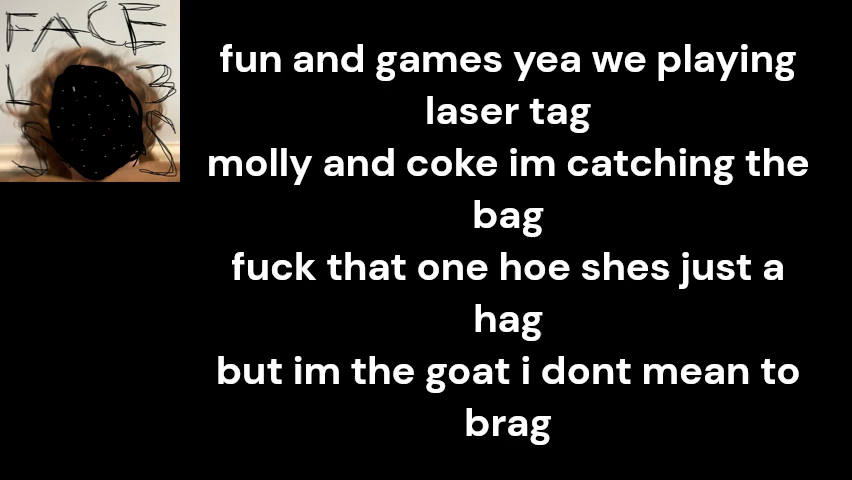 FACE
L
fun and games yea we playing
laser tag
molly and coke im catching the
bag
fuck that one hoe shes just a
hag
but im the goat i dont mean to
brag